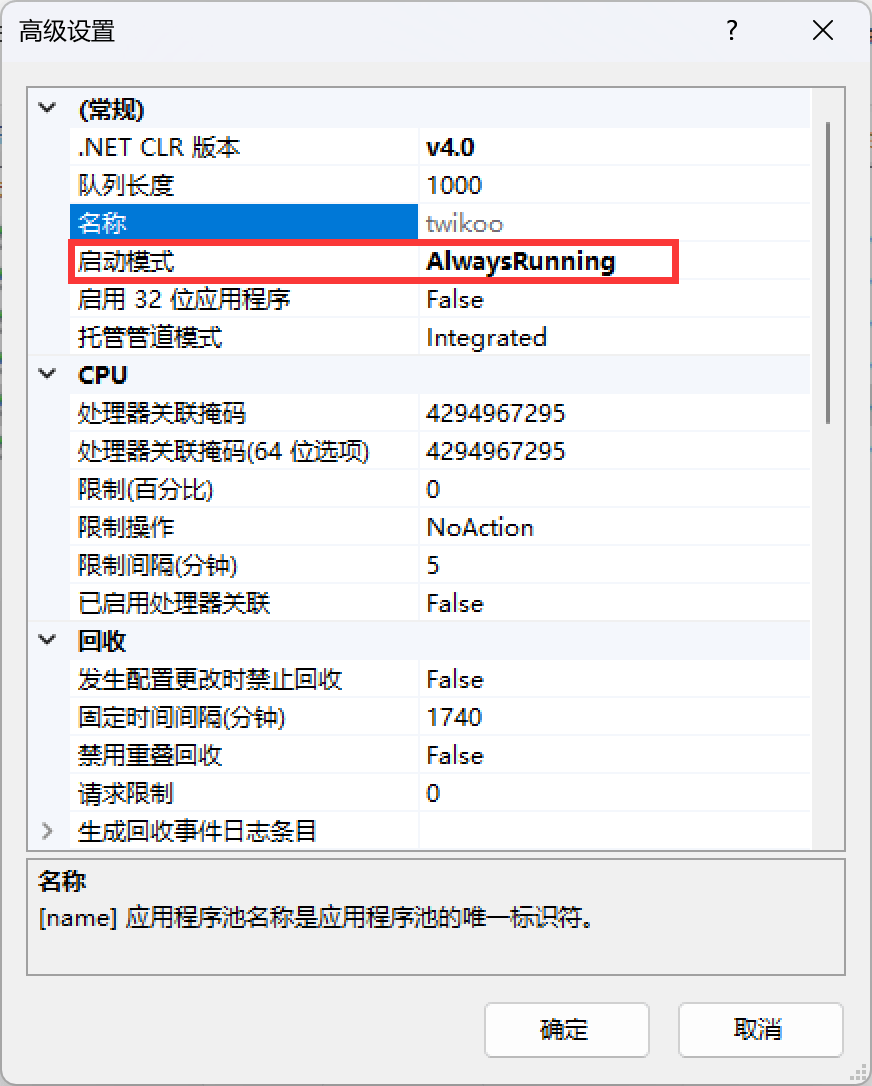 高级设置
(常规)
.NET CLR 版本 v4.0
队列长度 1000
名称 twikoo
启动模式 AlwaysRunning
启用 32 位应用程序 False
托管管道模式 Integrated
CPU
处理器关联掩码 4294967295
处理器关联掩码(64 位选项) 4294967295
限制(百分比) 0
限制操作 NoAction
限制间隔(分钟) 5
已启用处理器关联 False
回收
发生配置更改时禁止回收 False
固定时间间隔(分钟) 1740
禁用重叠回收 False
请求限制 0
生成回收事件日志条目
名称
[name] 应用程序池名称是应用程序池的唯一标识符。
确定 取消